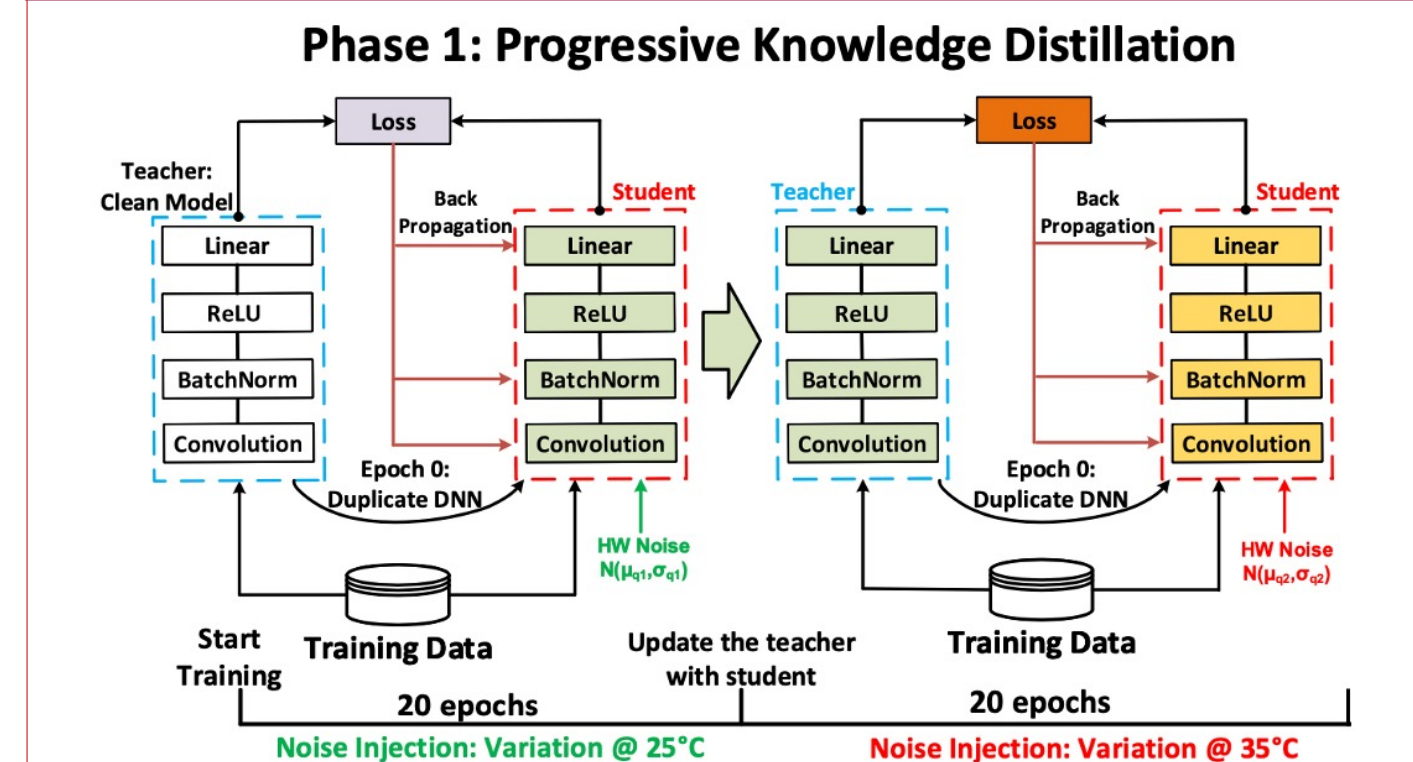 Phase 1: Progressive Knowledge Distillation
Loss
Teacher:
Clean Model
Back
Propagation
Student
Linear
ReLU
BatchNorm
Convolution
Linear
ReLU
BatchNorm
Convolution
Epoch 0:
Duplicate DNN
HW Noise
N(μq1,σq1)
Training Data
Loss
Teacher
Back
Propagation
Student
Linear
ReLU
BatchNorm
Convolution
Linear
ReLU
BatchNorm
Convolution
Epoch 0:
Duplicate DNN
HW Noise
N(μq2,σq2)
Training Data
Start
Training
Update the teacher
with student
20 epochs
20 epochs
Noise Injection: Variation @ 25°C
Noise Injection: Variation @ 35°C